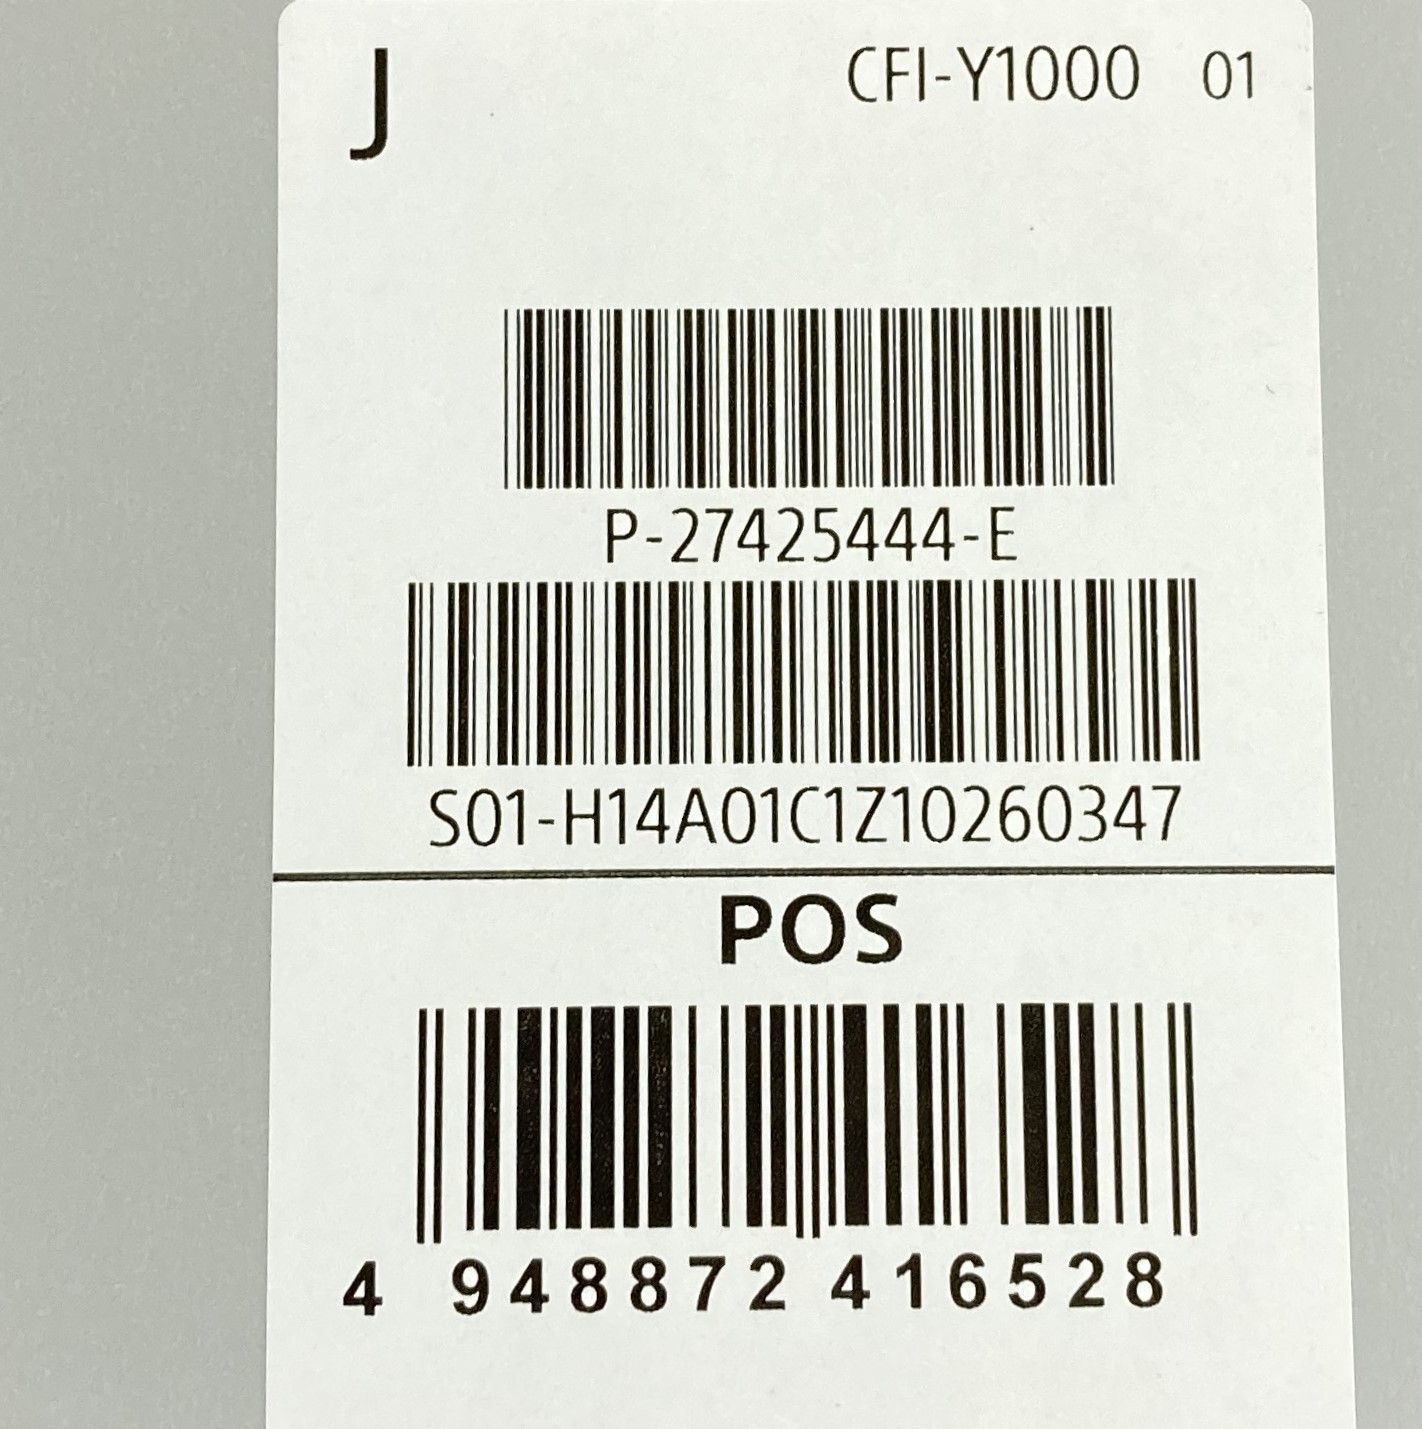 J CFI-Y1000 01
P-27425444-E
S01-H14A01C1Z10260347
POS
4 948872 416528